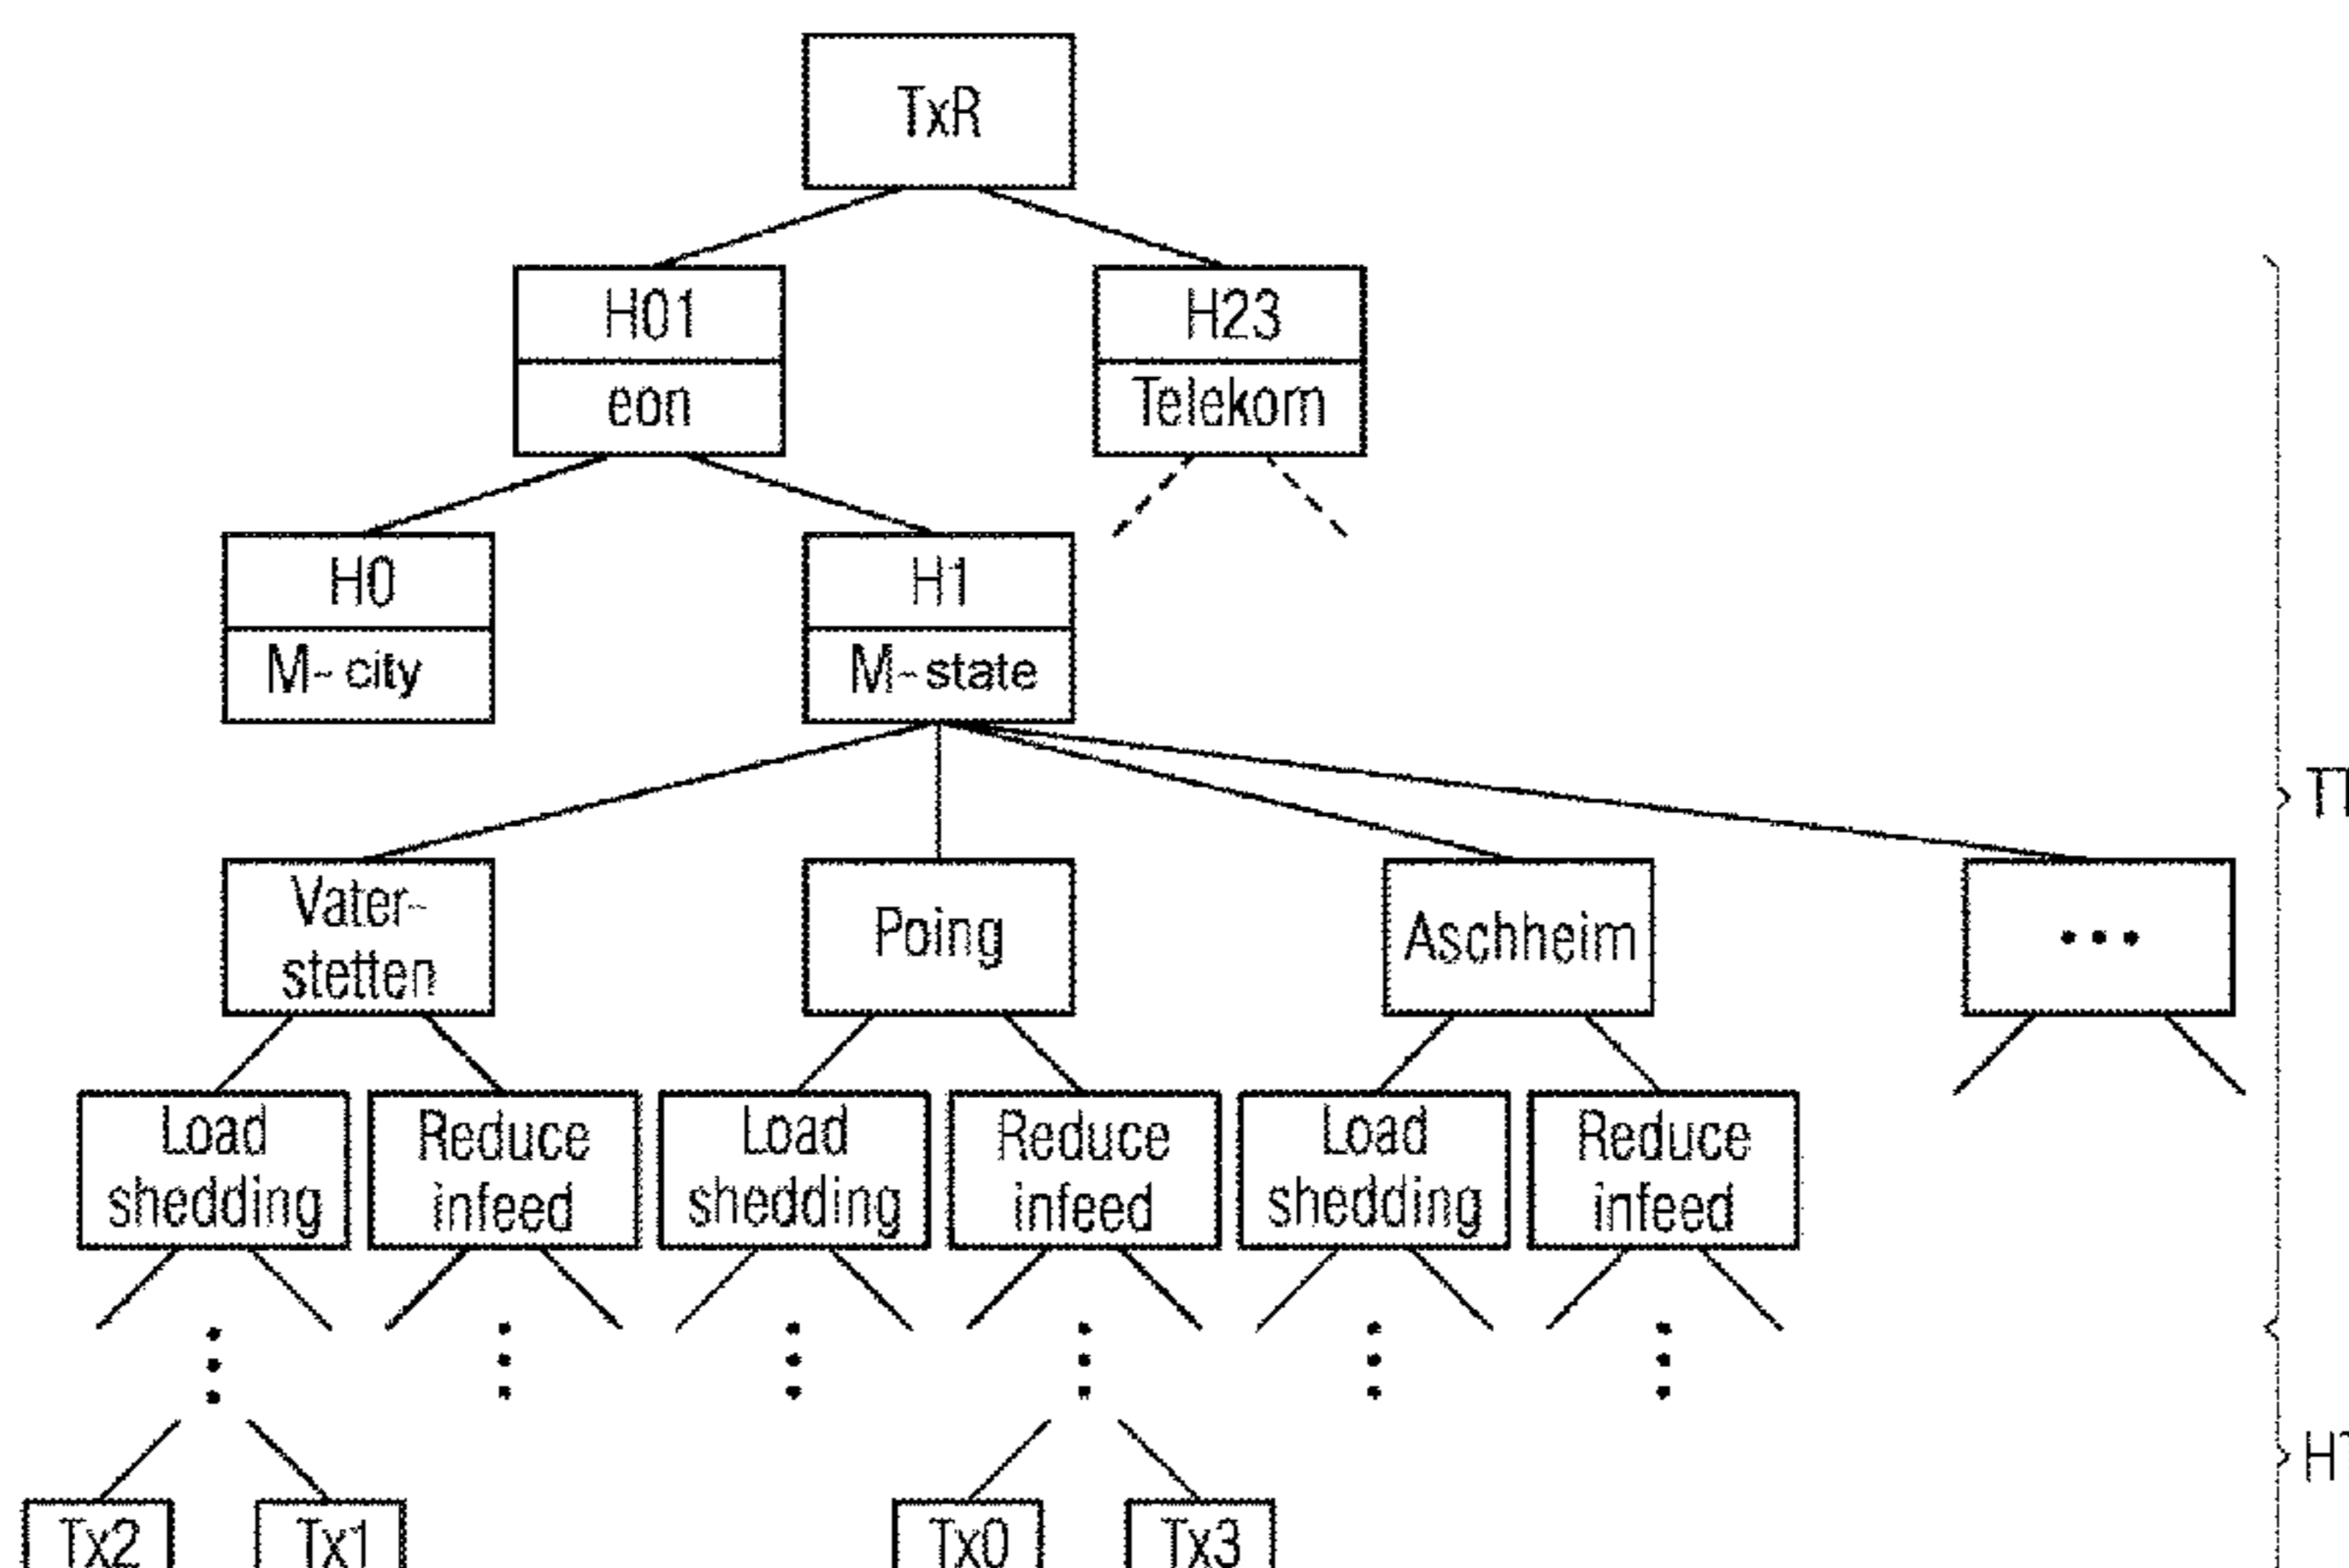 TxR
H01
H23
eon
Telekom
H0
H1
M- city
M- state
Vater-
stetten
Poing
Aschheim
...
Load
shedding
Reduce
infeed
Load
shedding
Reduce
infeed
Load
shedding
Reduce
infeed
Tx2
Tx1
Tx0
Tx3